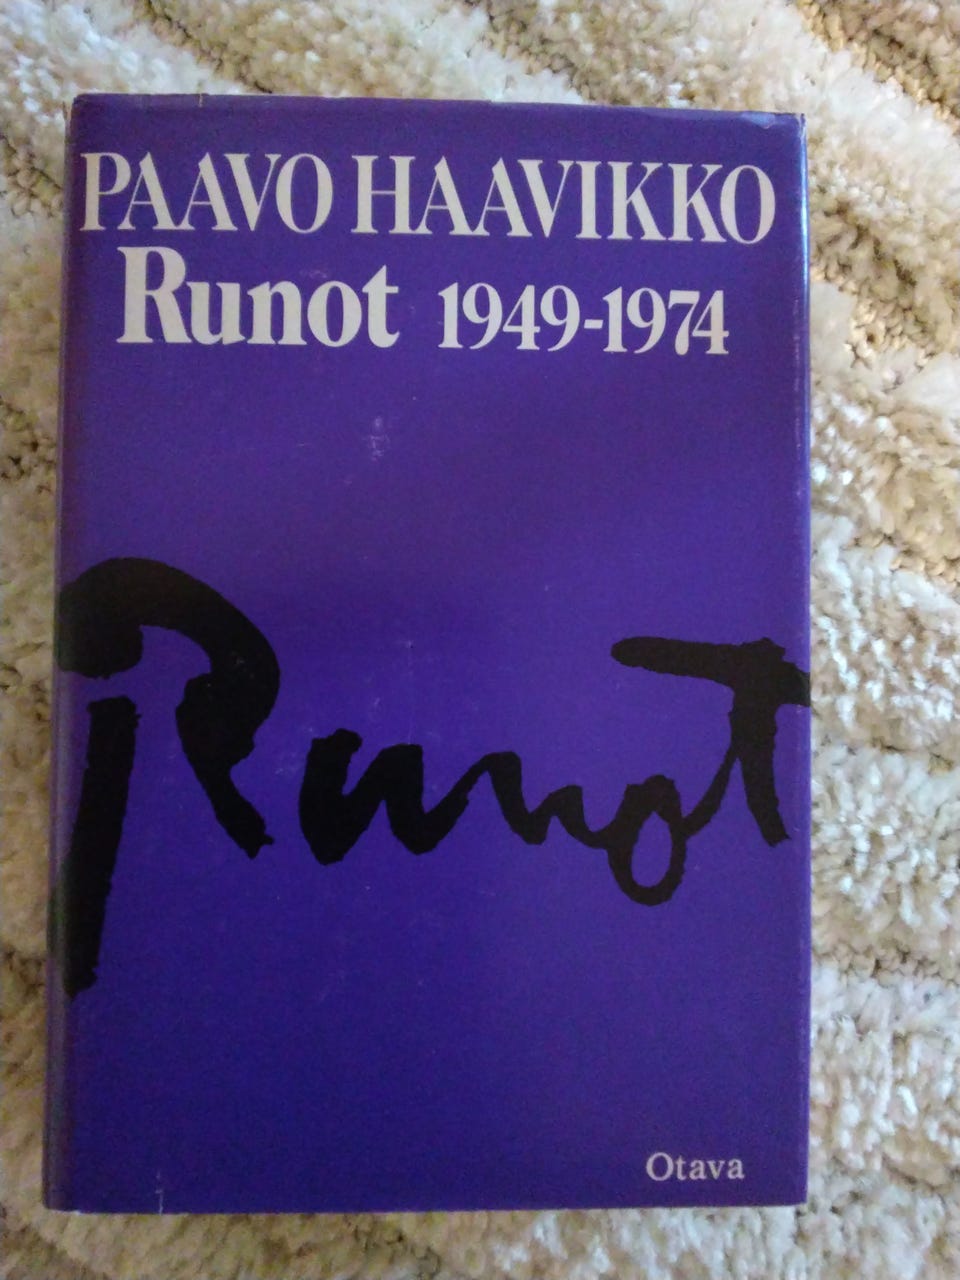 PAAVO HAAVIKKO
Runot 1949-1974
Runot
Otava